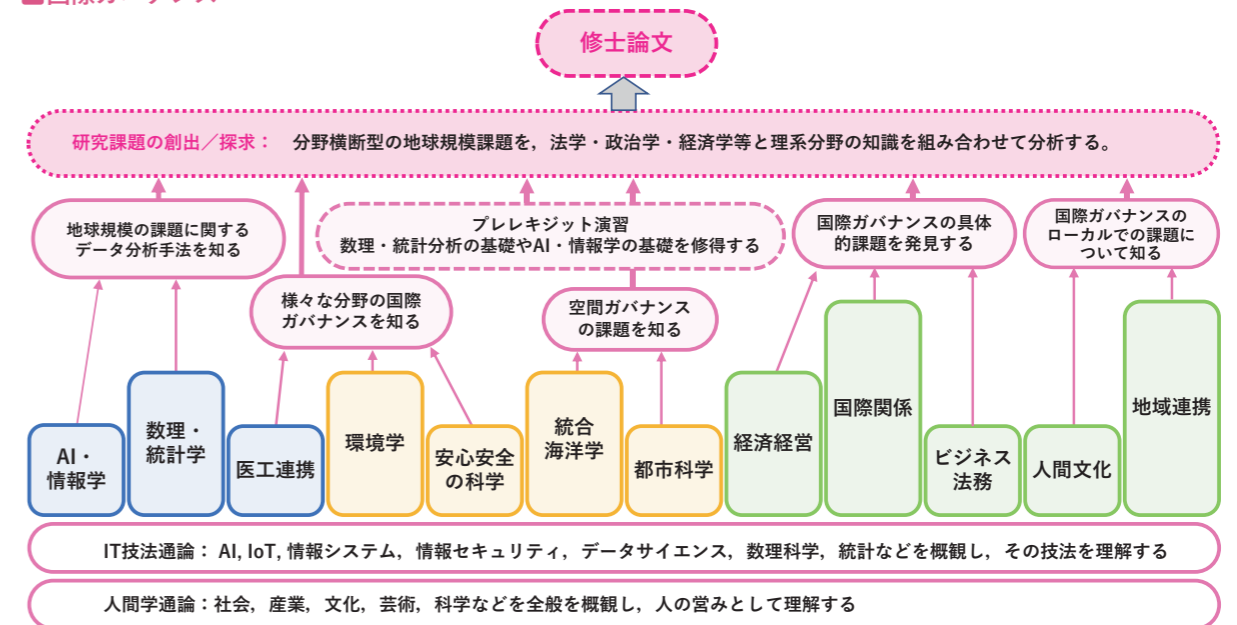 修士論文
研究課題の創出／探求： 分野横断型の地球規模課題を，法学・政治学・経済学等と理系分野の知識を組み合わせて分析する。
地球規模の課題に関する
データ分析手法を知る
プレレキジット演習
数理・統計分析の基礎やAI・情報学の基礎を修得する
国際ガバナンスの具体
的課題を発見する
国際ガバナンスの
ローカルでの課題に
ついて知る
様々な分野の国際
ガバナンスを知る
空間ガバナンス
の課題を知る
AI・
情報学
数理・
統計学
医工連携
環境学
安心安全
の科学
統合
海洋学
都市科学
経済経営
国際関係
ビジネス
法務
人間文化
地域連携
IT技法通論： AI, IoT, 情報システム，情報セキュリティ，データサイエンス，数理科学，統計などを概観し，その技法を理解する
人間学通論：社会，産業，文化，芸術，科学などを全般を概観し，人の営みとして理解する